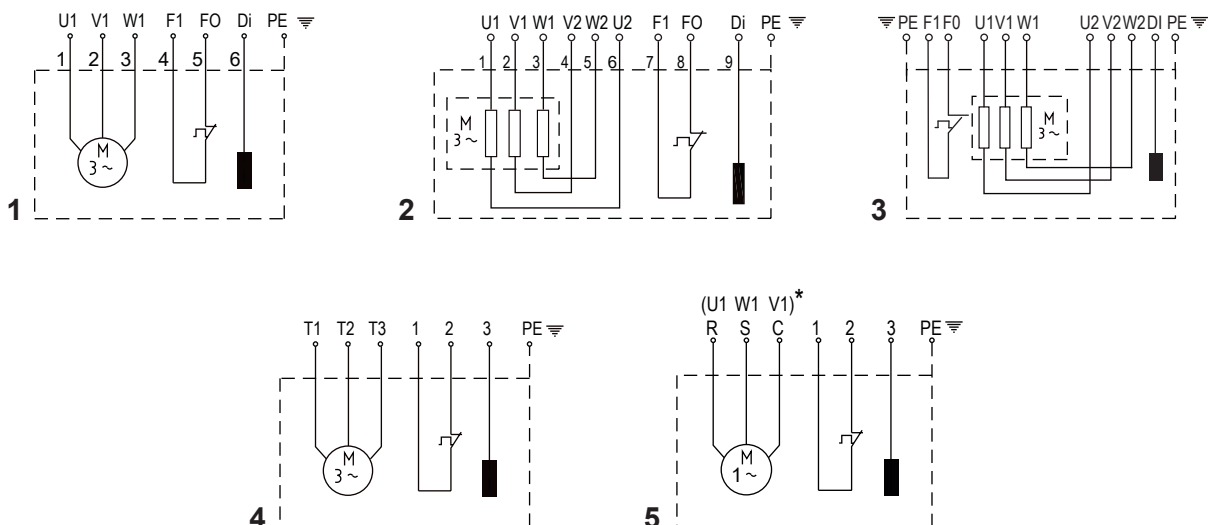 U1 V1 W1 F1 FO Di PE
1 2 3 4 5 6
M
3~
1
U1 V1 W1 V2 W2 U2 F1 FO Di PE
1 2 3 4 5 6 7 8 9
M
3~
2
PE F1 F0 U1 V1 W1 U2 V2 W2 DI PE
M
3~
3
T1 T2 T3 1 2 3 PE
M
3~
4
(U1 W1 V1)*
R S C 1 2 3 PE
M
1~
5